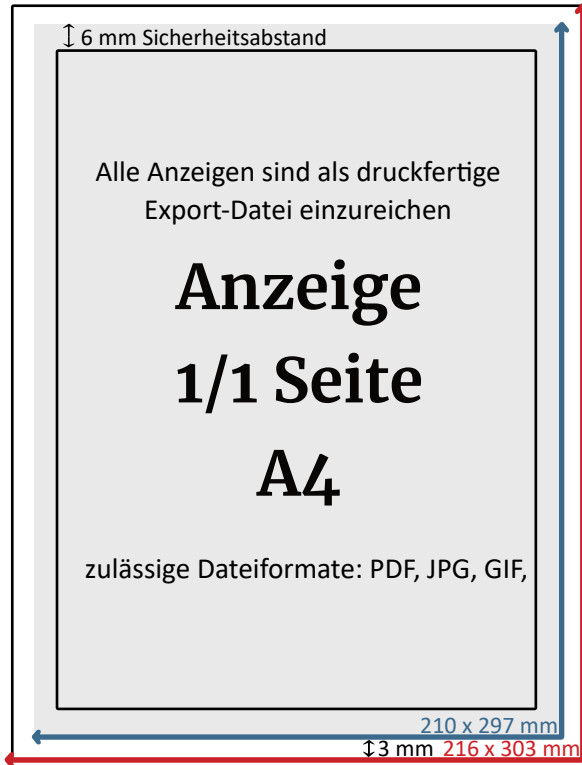 6 mm Sicherheitsabstand
Alle Anzeigen sind als druckfertige
Export-Datei einzureichen
Anzeige
1/1 Seite
A4
zulässige Dateiformate: PDF, JPG, GIF,
210 x 297 mm
3 mm 216 x 303 mm